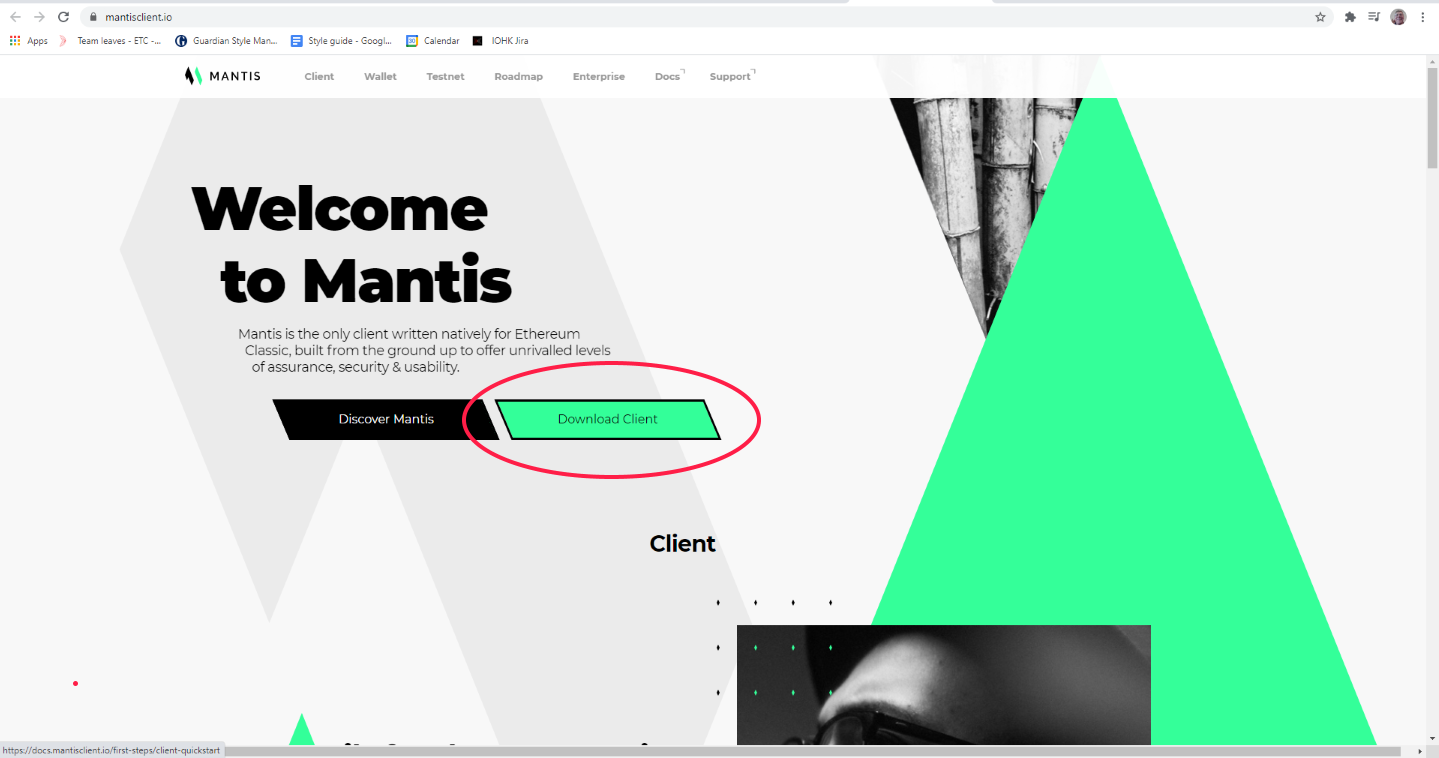 mantisclient.io
Apps
Team leaves - ETC -...
Guardian Style Man...
Style guide - Googl...
Calendar
IOHK Jira
MANTIS
Client
Wallet
Testnet
Roadmap
Enterprise
Docs
Support
Welcome
to Mantis
Mantis is the only client written natively for Ethereum
Classic, built from the ground up to offer unrivalled levels
of assurance, security & usability.
Discover Mantis
Download Client
Client
https://docs.mantisclient.io/first-steps/client-quickstart